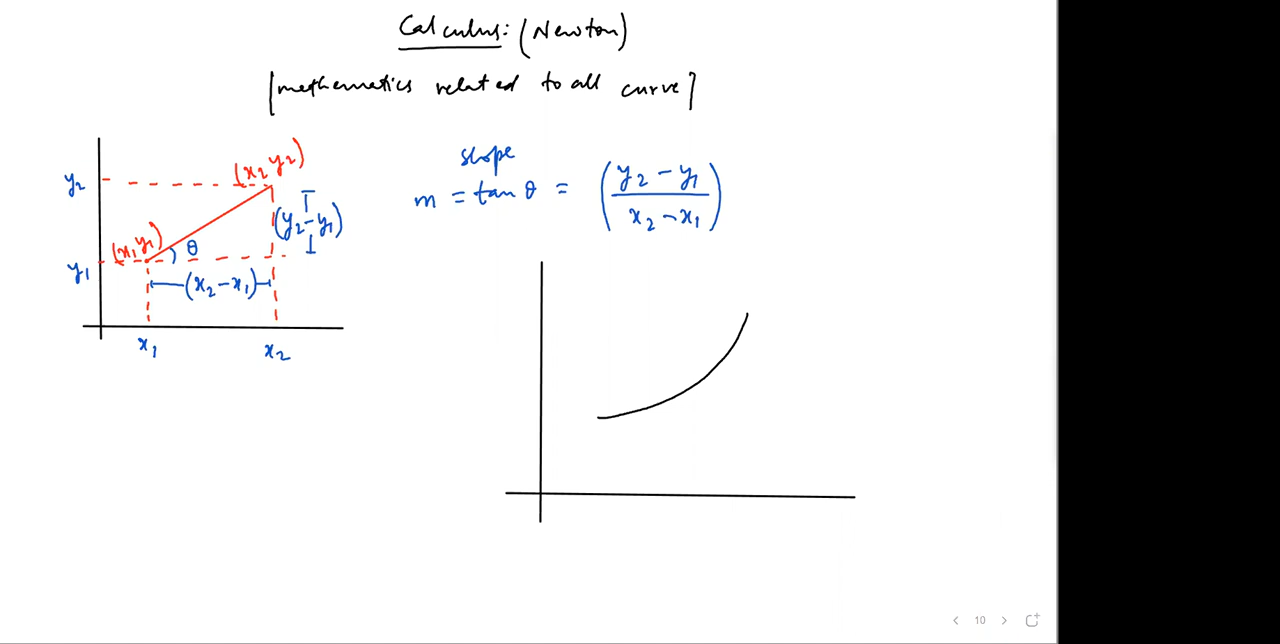 Calculus: (Newton)
[mathematics related to all curve]
slope
m = tan θ = (y2 - y1 / x2 - x1)
(x2 y2)
y2
(y2 - y1)
(x1 y1)
θ
y1
(x2 - x1)
x1
x2
< 10 >